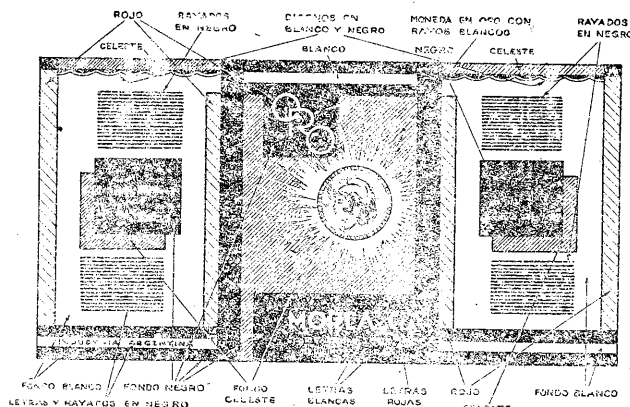 ROJO
RAYADOS
EN NEGRO
DISEÑOS EN
BLANCO Y NEGRO
MONEDA EN ORO CON
RAYOS BLANCOS
RAYADOS
EN NEGRO
CELESTE
BLANCO
NEGRO
CELESTE
INDUSTRIA ARGENTINA
FONDO BLANCO
FONDO NEGRO
FONDO
CELESTE
LETRAS
BLANCAS
LETRAS
ROJAS
ROJO
FONDO BLANCO
LETRAS Y RAYADOS EN NEGRO
CELESTE